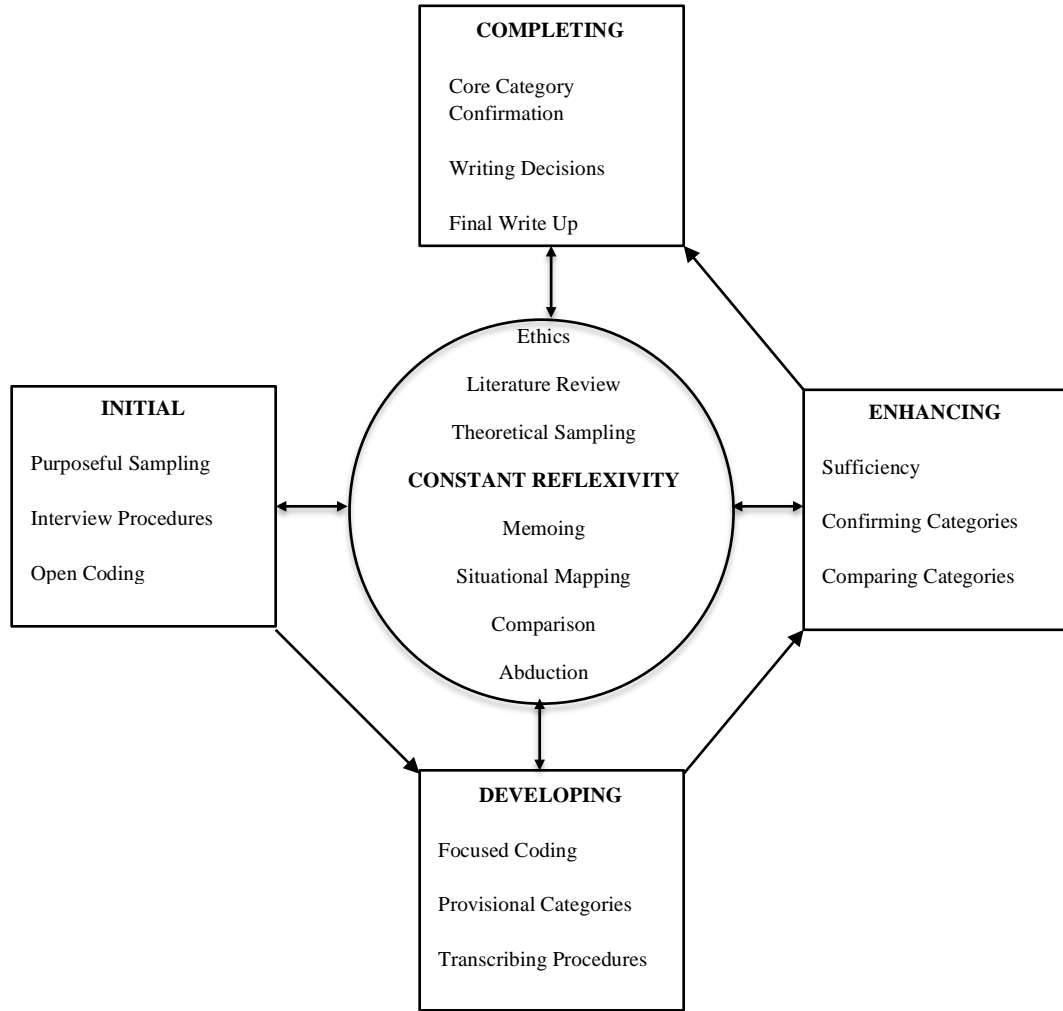 COMPLETING
Core Category
Confirmation
Writing Decisions
Final Write Up
Ethics
Literature Review
Theoretical Sampling
CONSTANT REFLEXIVITY
Memoing
Situational Mapping
Comparison
Abduction
INITIAL
Purposeful Sampling
Interview Procedures
Open Coding
ENHANCING
Sufficiency
Confirming Categories
Comparing Categories
DEVELOPING
Focused Coding
Provisional Categories
Transcribing Procedures